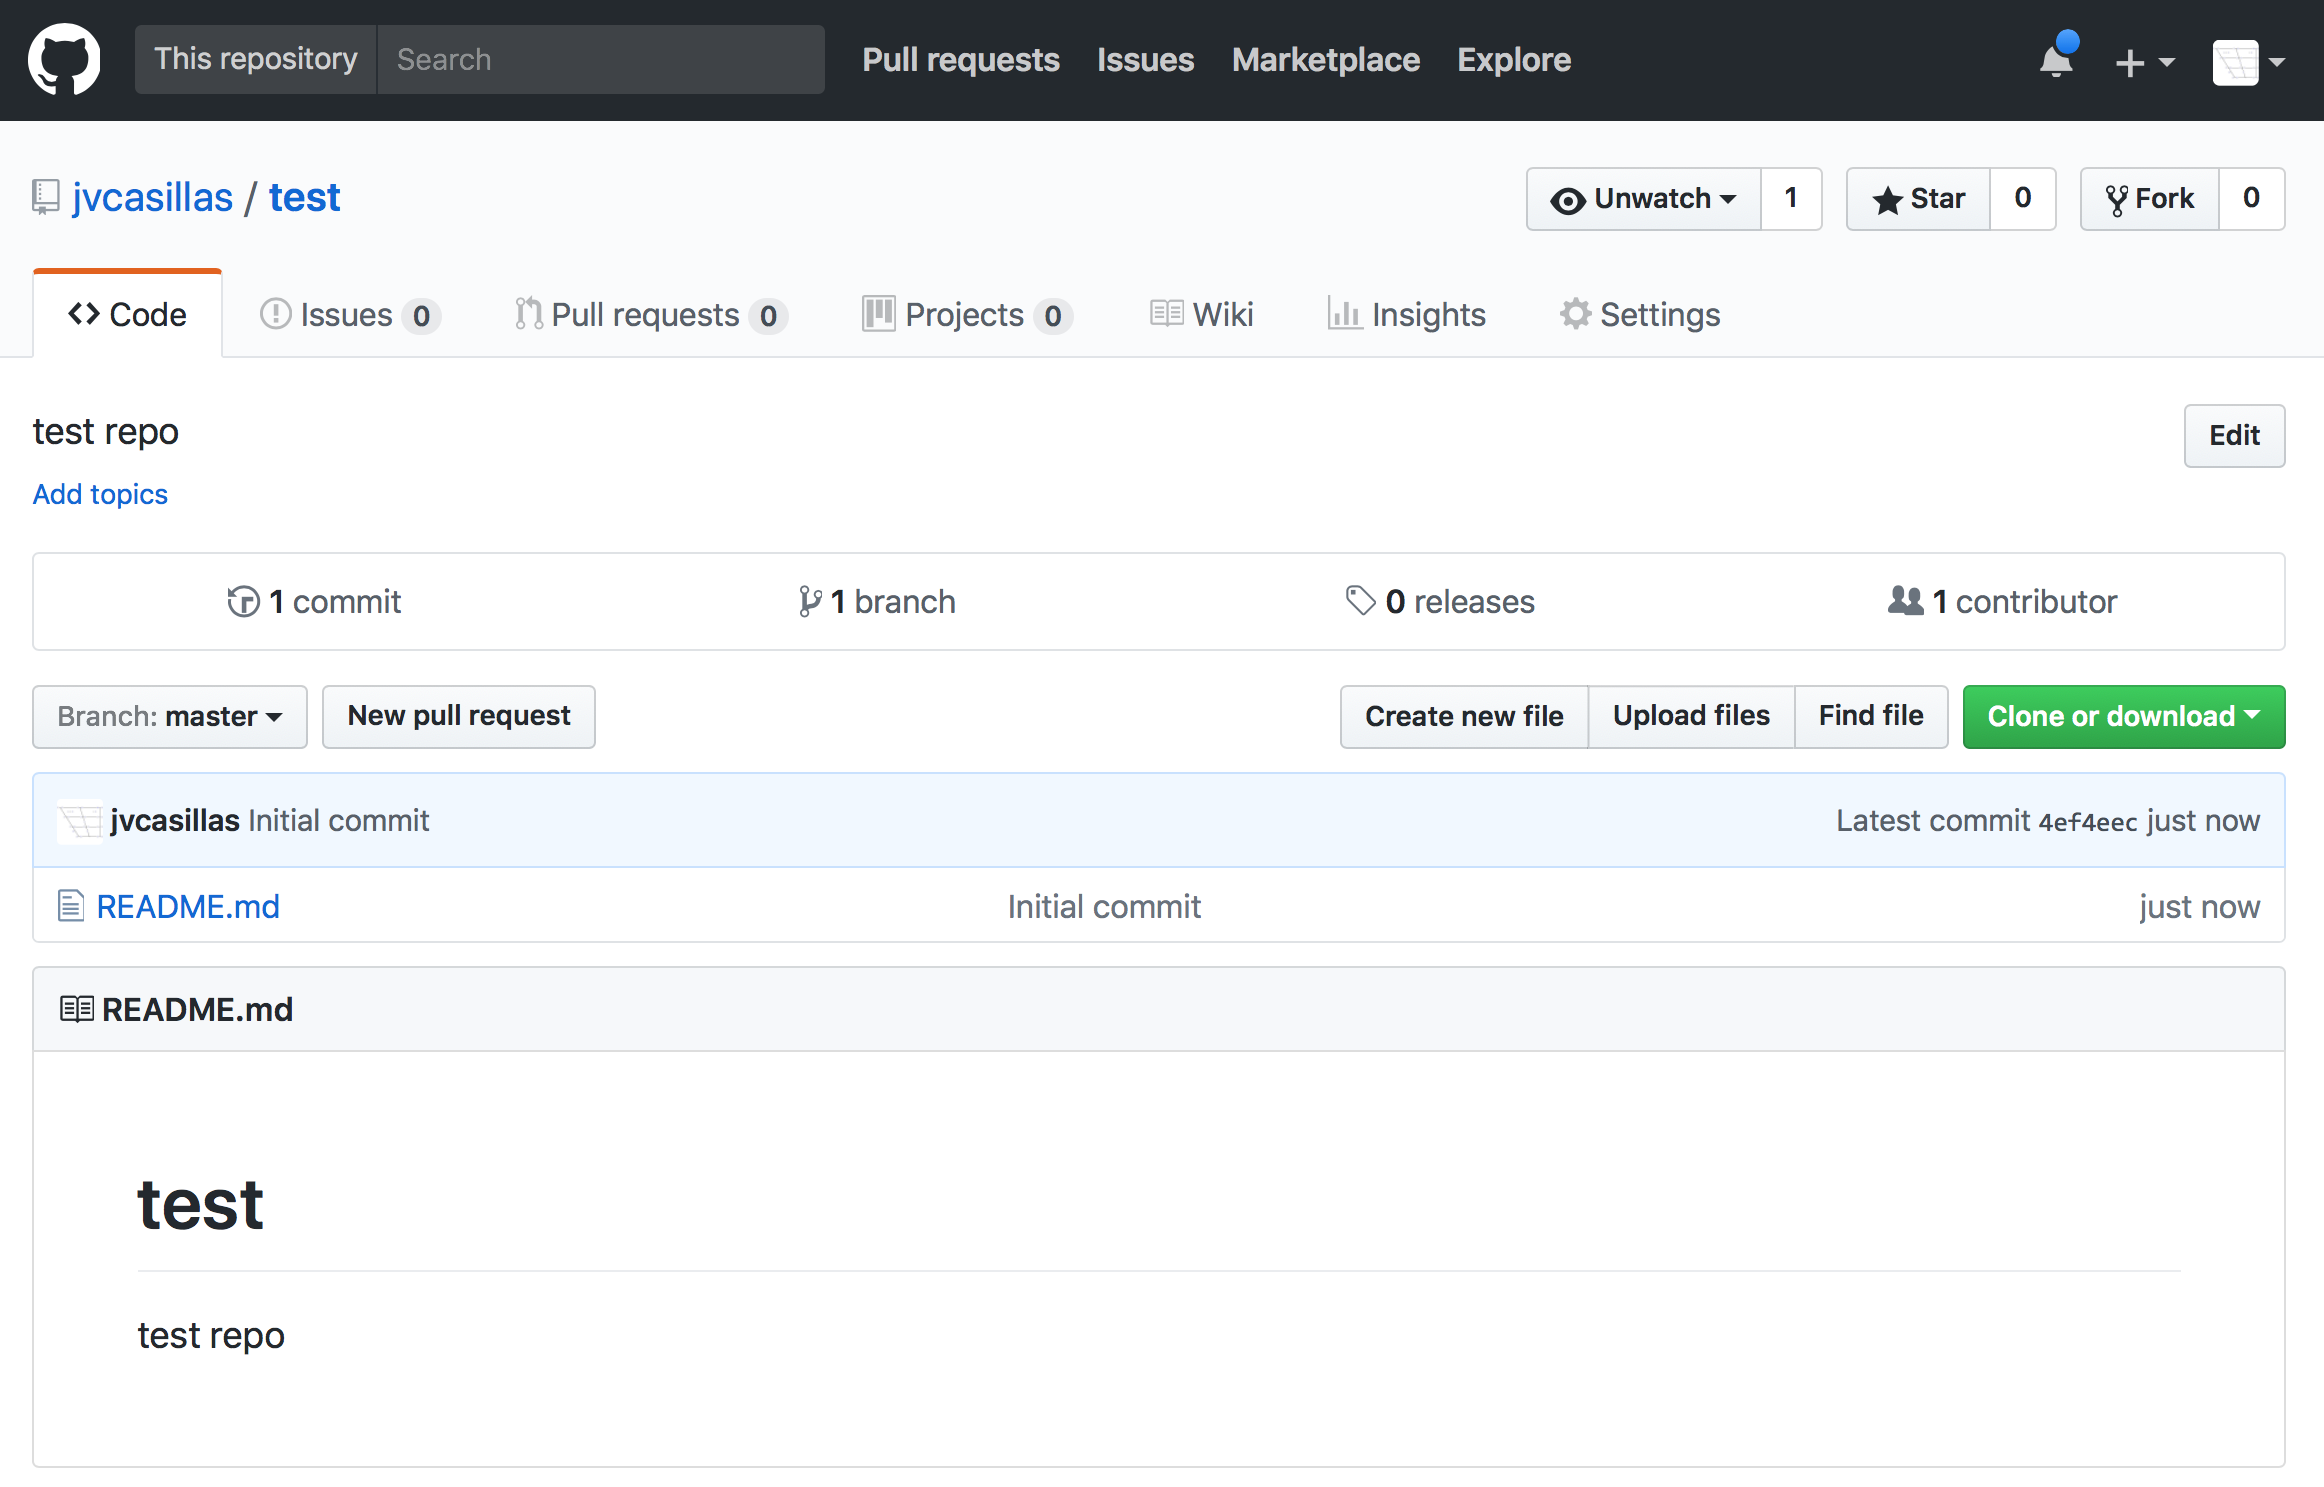 This repository Search Pull requests Issues Marketplace Explore
jvcasillas / test Unwatch 1 Star 0 Fork 0
Code Issues 0 Pull requests 0 Projects 0 Wiki Insights Settings
test repo Edit
Add topics
1 commit 1 branch 0 releases 1 contributor
Branch: master New pull request Create new file Upload files Find file Clone or download
jvcasillas Initial commit Latest commit 4ef4eec just now
README.md Initial commit just now
README.md
test
test repo